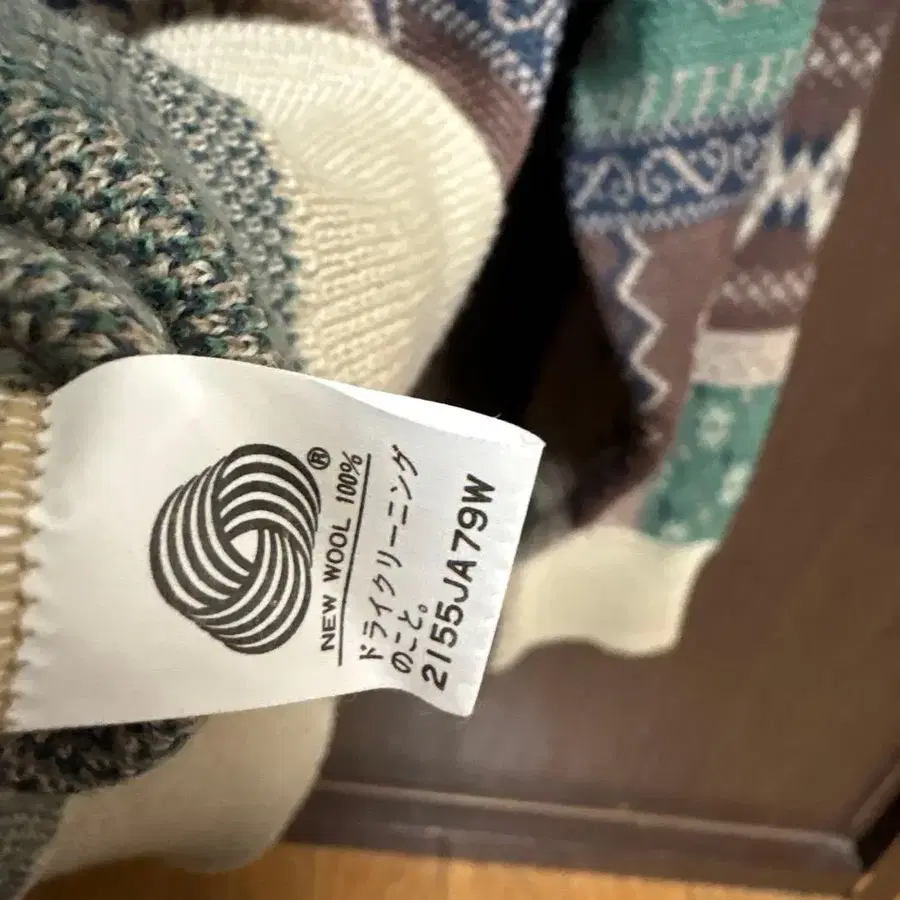 ®
NEW WOOL 100%
ドライクリーニング
のこと。
2155JA79W